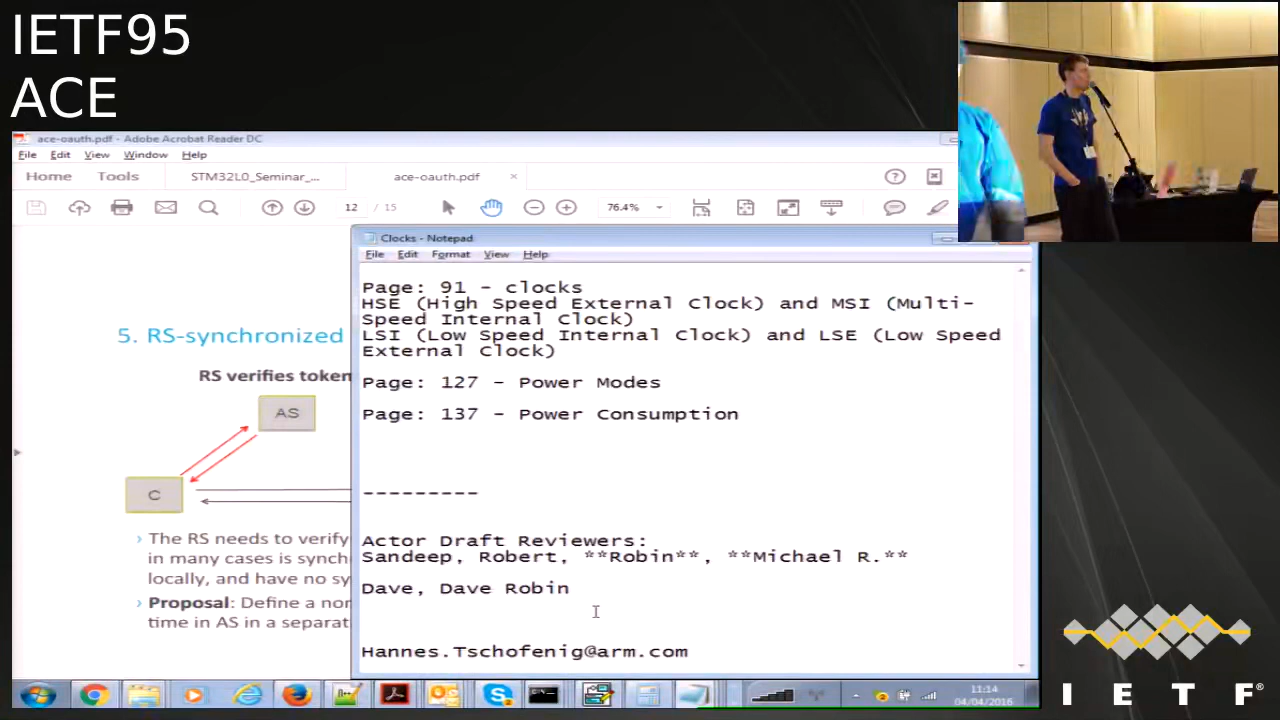 IETF95
ACE
ace-oauth.pdf - Adobe Acrobat Reader DC
File Edit View Window Help
Home Tools STM32L0_Seminar_... ace-oauth.pdf ×
12 / 15 76.4%
Clocks - Notepad
File Edit Format View Help
Page: 91 - clocks
HSE (High Speed External Clock) and MSI (Multi-
Speed Internal Clock)
LSI (Low Speed Internal Clock) and LSE (Low Speed
External Clock)
Page: 127 - Power Modes
Page: 137 - Power Consumption
---------
Actor Draft Reviewers:
Sandeep, Robert, **Robin**, **Michael R.**
Dave, Dave Robin
Hannes.Tschofenig@arm.com
5. RS-synchronized
RS verifies token
AS
C
› The RS needs to verify
in many cases is synch
locally, and have no sy
› Proposal: Define a nor
time in AS in a separat
11:14
04/04/2016
I E T F®